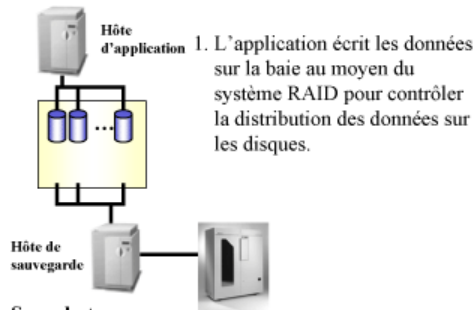 Hôte
d'application
1. L'application écrit les données
sur la baie au moyen du
système RAID pour contrôler
la distribution des données sur
les disques.
...
Hôte de
sauvegarde